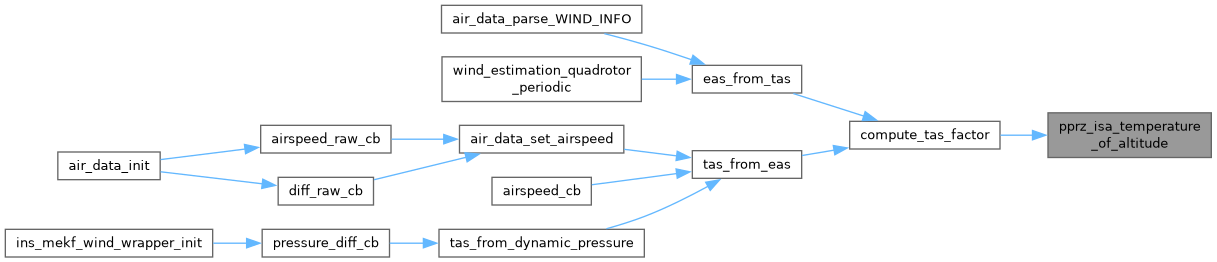 air_data_parse_WIND_INFO
wind_estimation_quadrotor
_periodic
eas_from_tas
pprz_isa_temperature
_of_altitude
compute_tas_factor
airspeed_raw_cb
air_data_set_airspeed
air_data_init
tas_from_eas
diff_raw_cb
airspeed_cb
ins_mekf_wind_wrapper_init
pressure_diff_cb
tas_from_dynamic_pressure